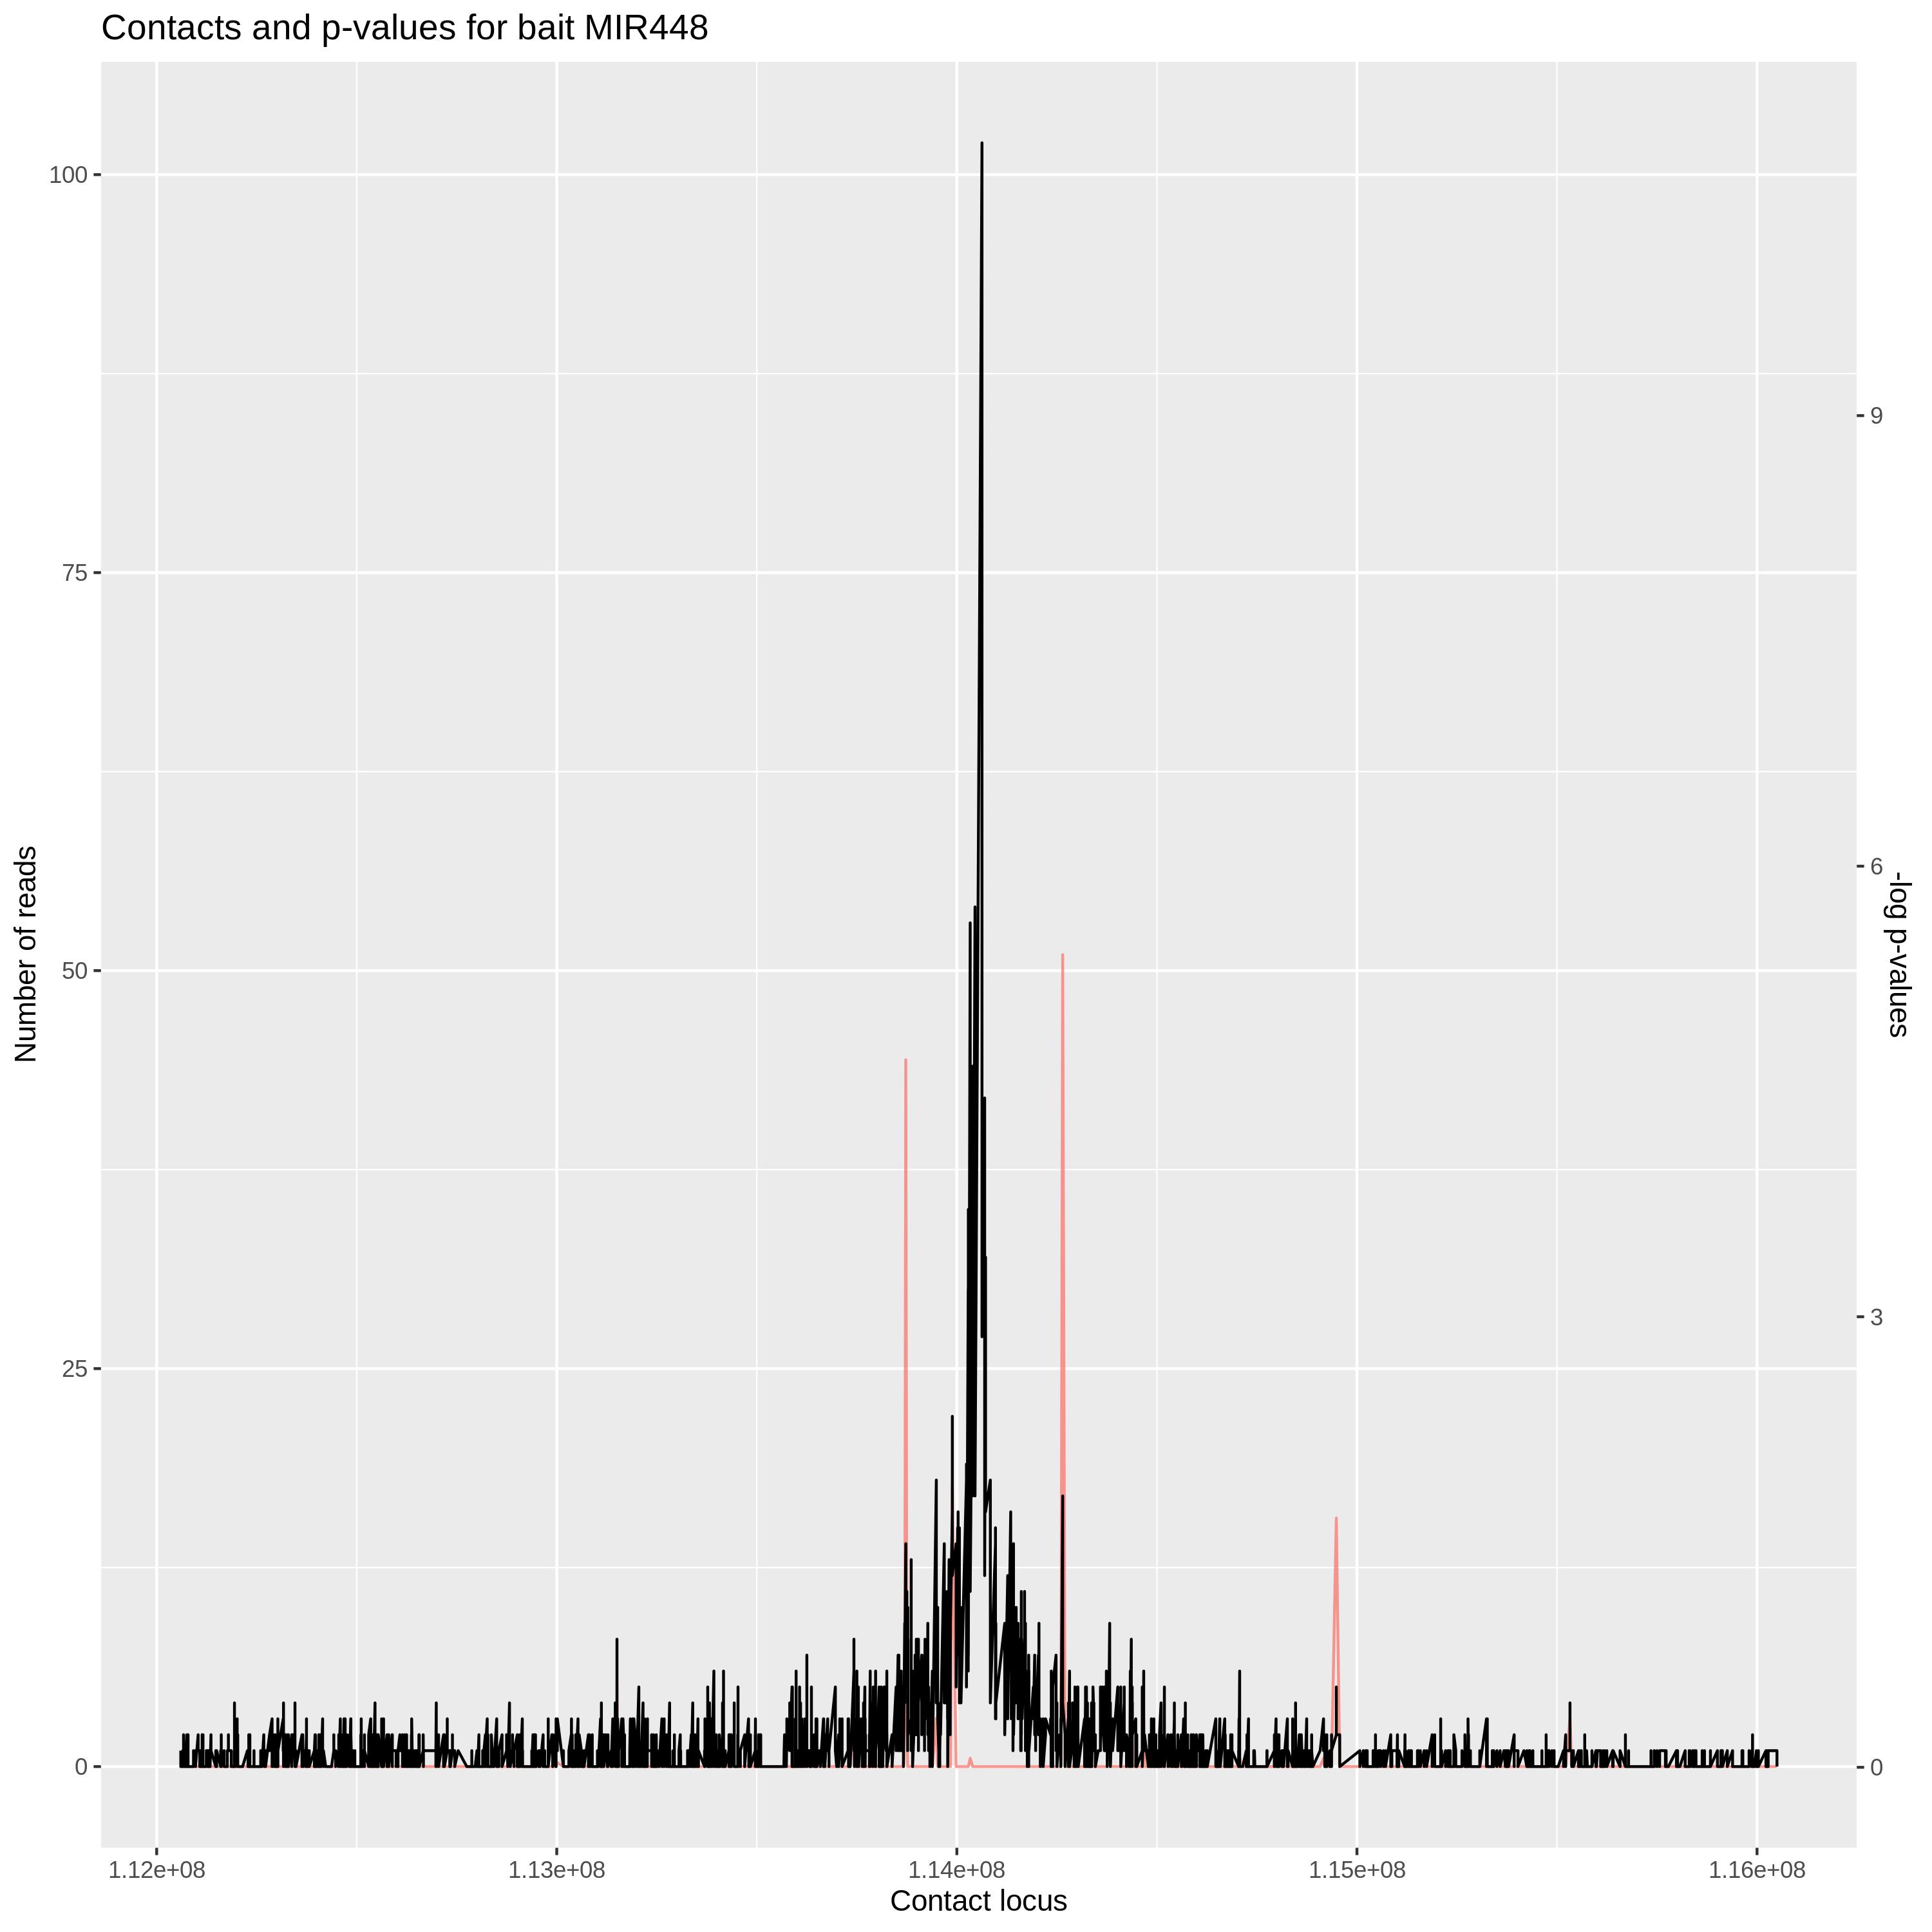 Contacts and p-values for bait MIR448
100
75
50
25
0
Number of reads
9
6
3
0
-log p-values
1.12e+08
1.13e+08
1.14e+08
1.15e+08
1.16e+08
Contact locus